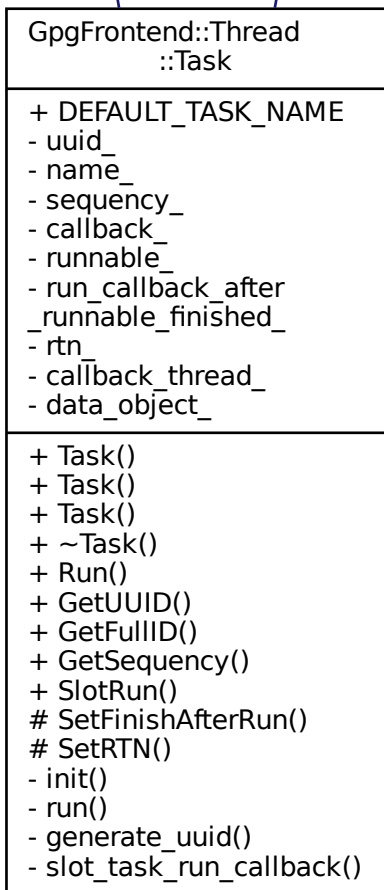 GpgFrontend::Thread
::Task
+ DEFAULT_TASK_NAME
- uuid_
- name_
- sequency_
- callback_
- runnable_
- run_callback_after
_runnable_finished_
- rtn_
- callback_thread_
- data_object_
+ Task()
+ Task()
+ Task()
+ ~Task()
+ Run()
+ GetUUID()
+ GetFullID()
+ GetSequency()
+ SlotRun()
# SetFinishAfterRun()
# SetRTN()
- init()
- run()
- generate_uuid()
- slot_task_run_callback()